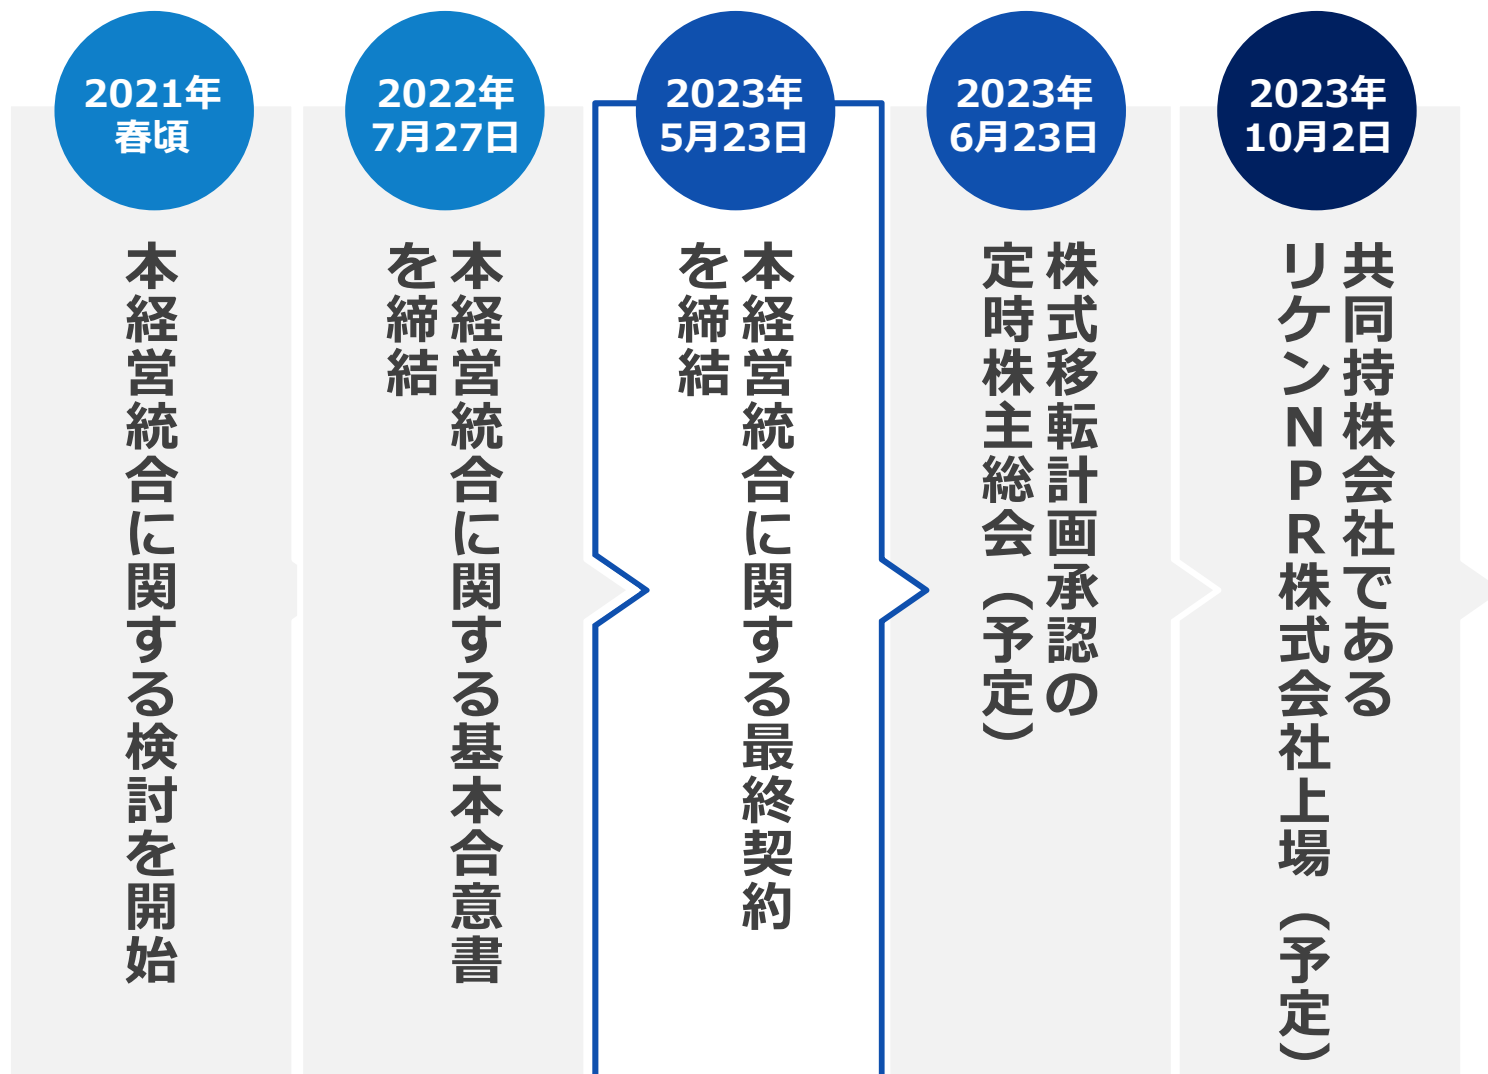 2021年
春頃
本経営統合に関する検討を開始
2022年
7月27日
本経営統合に関する基本合意書
を締結
2023年
5月23日
本経営統合に関する最終契約
を締結
2023年
6月23日
株式移転計画承認の
定時株主総会（予定）
2023年
10月2日
共同持株会社である
リケンＮＰＲ株式会社上場（予定）